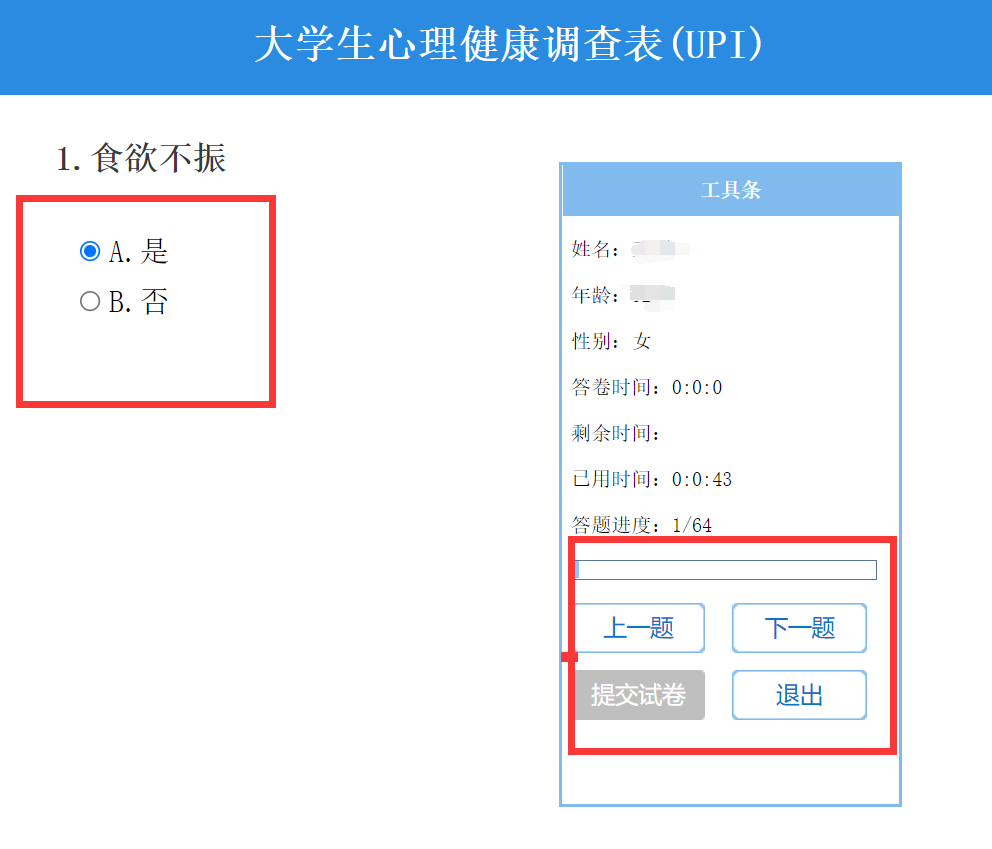 大学生心理健康调查表(UPI)
1.食欲不振
A.是
B.否
工具条
姓名：
年龄：
性别：女
答卷时间：0:0:0
剩余时间：
已用时间：0:0:43
答题进度：1/64
上一题 下一题
提交试卷 退出